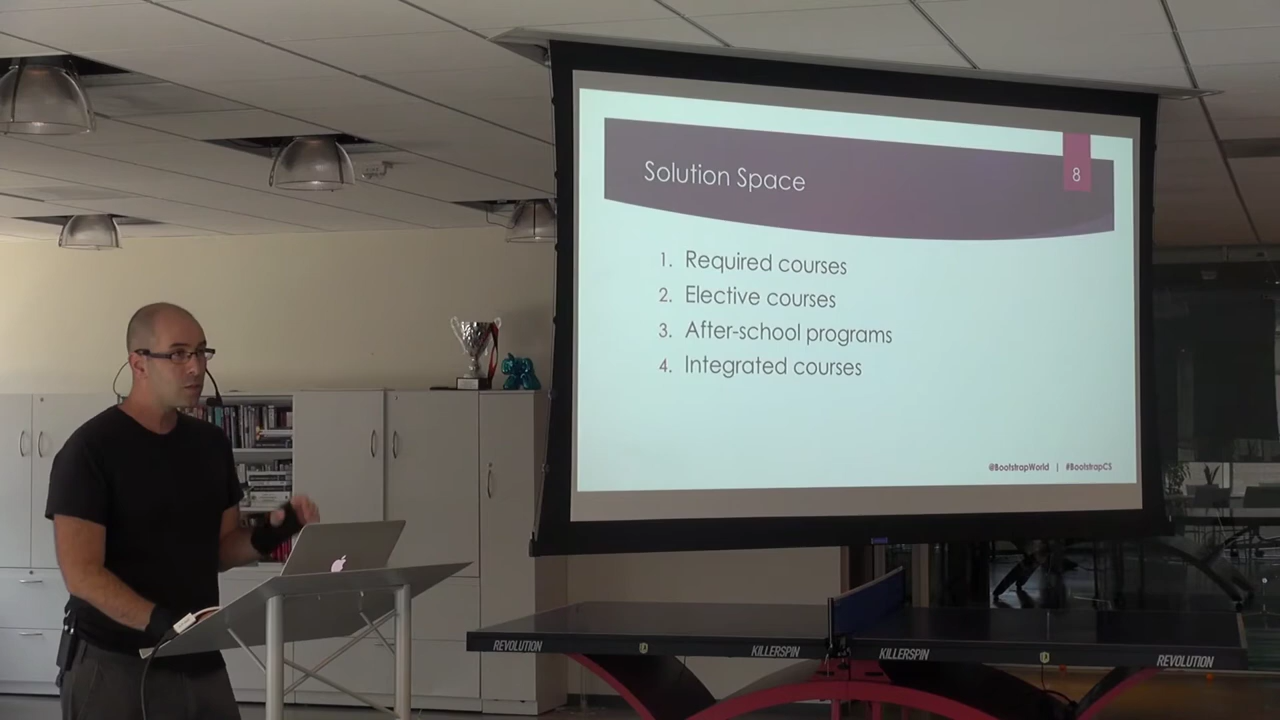 Solution Space
8
1. Required courses
2. Elective courses
3. After-school programs
4. Integrated courses
@BootstrapWorld | #BootstrapCS
REVOLUTION
KILLERSPIN
KILLERSPIN
REVOLUTION